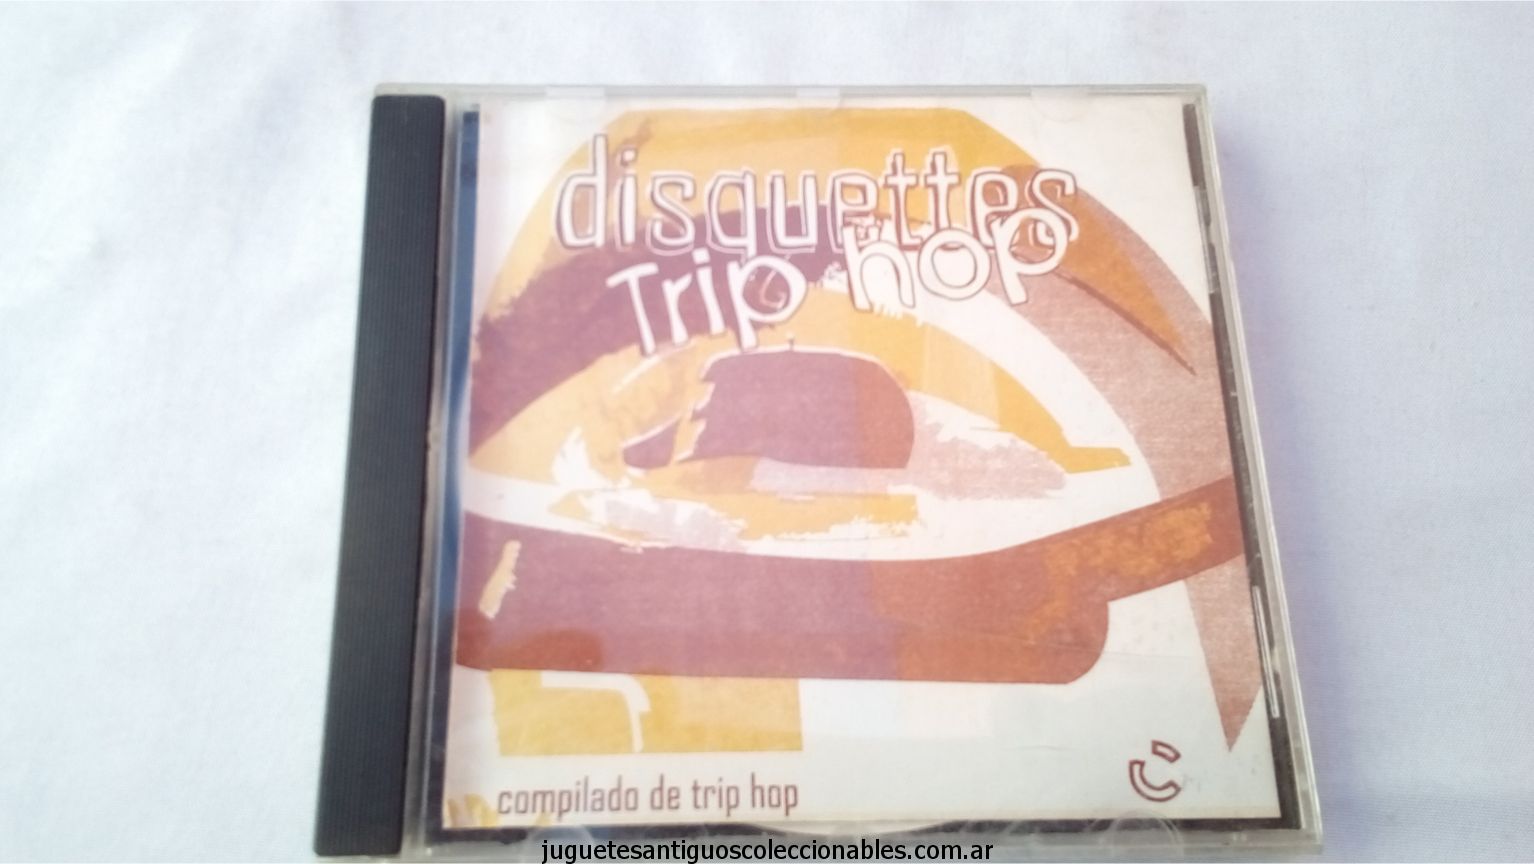 disquettes
Trip hop
compilado de trip hop
juguetesantiguoscoleccionables.com.ar